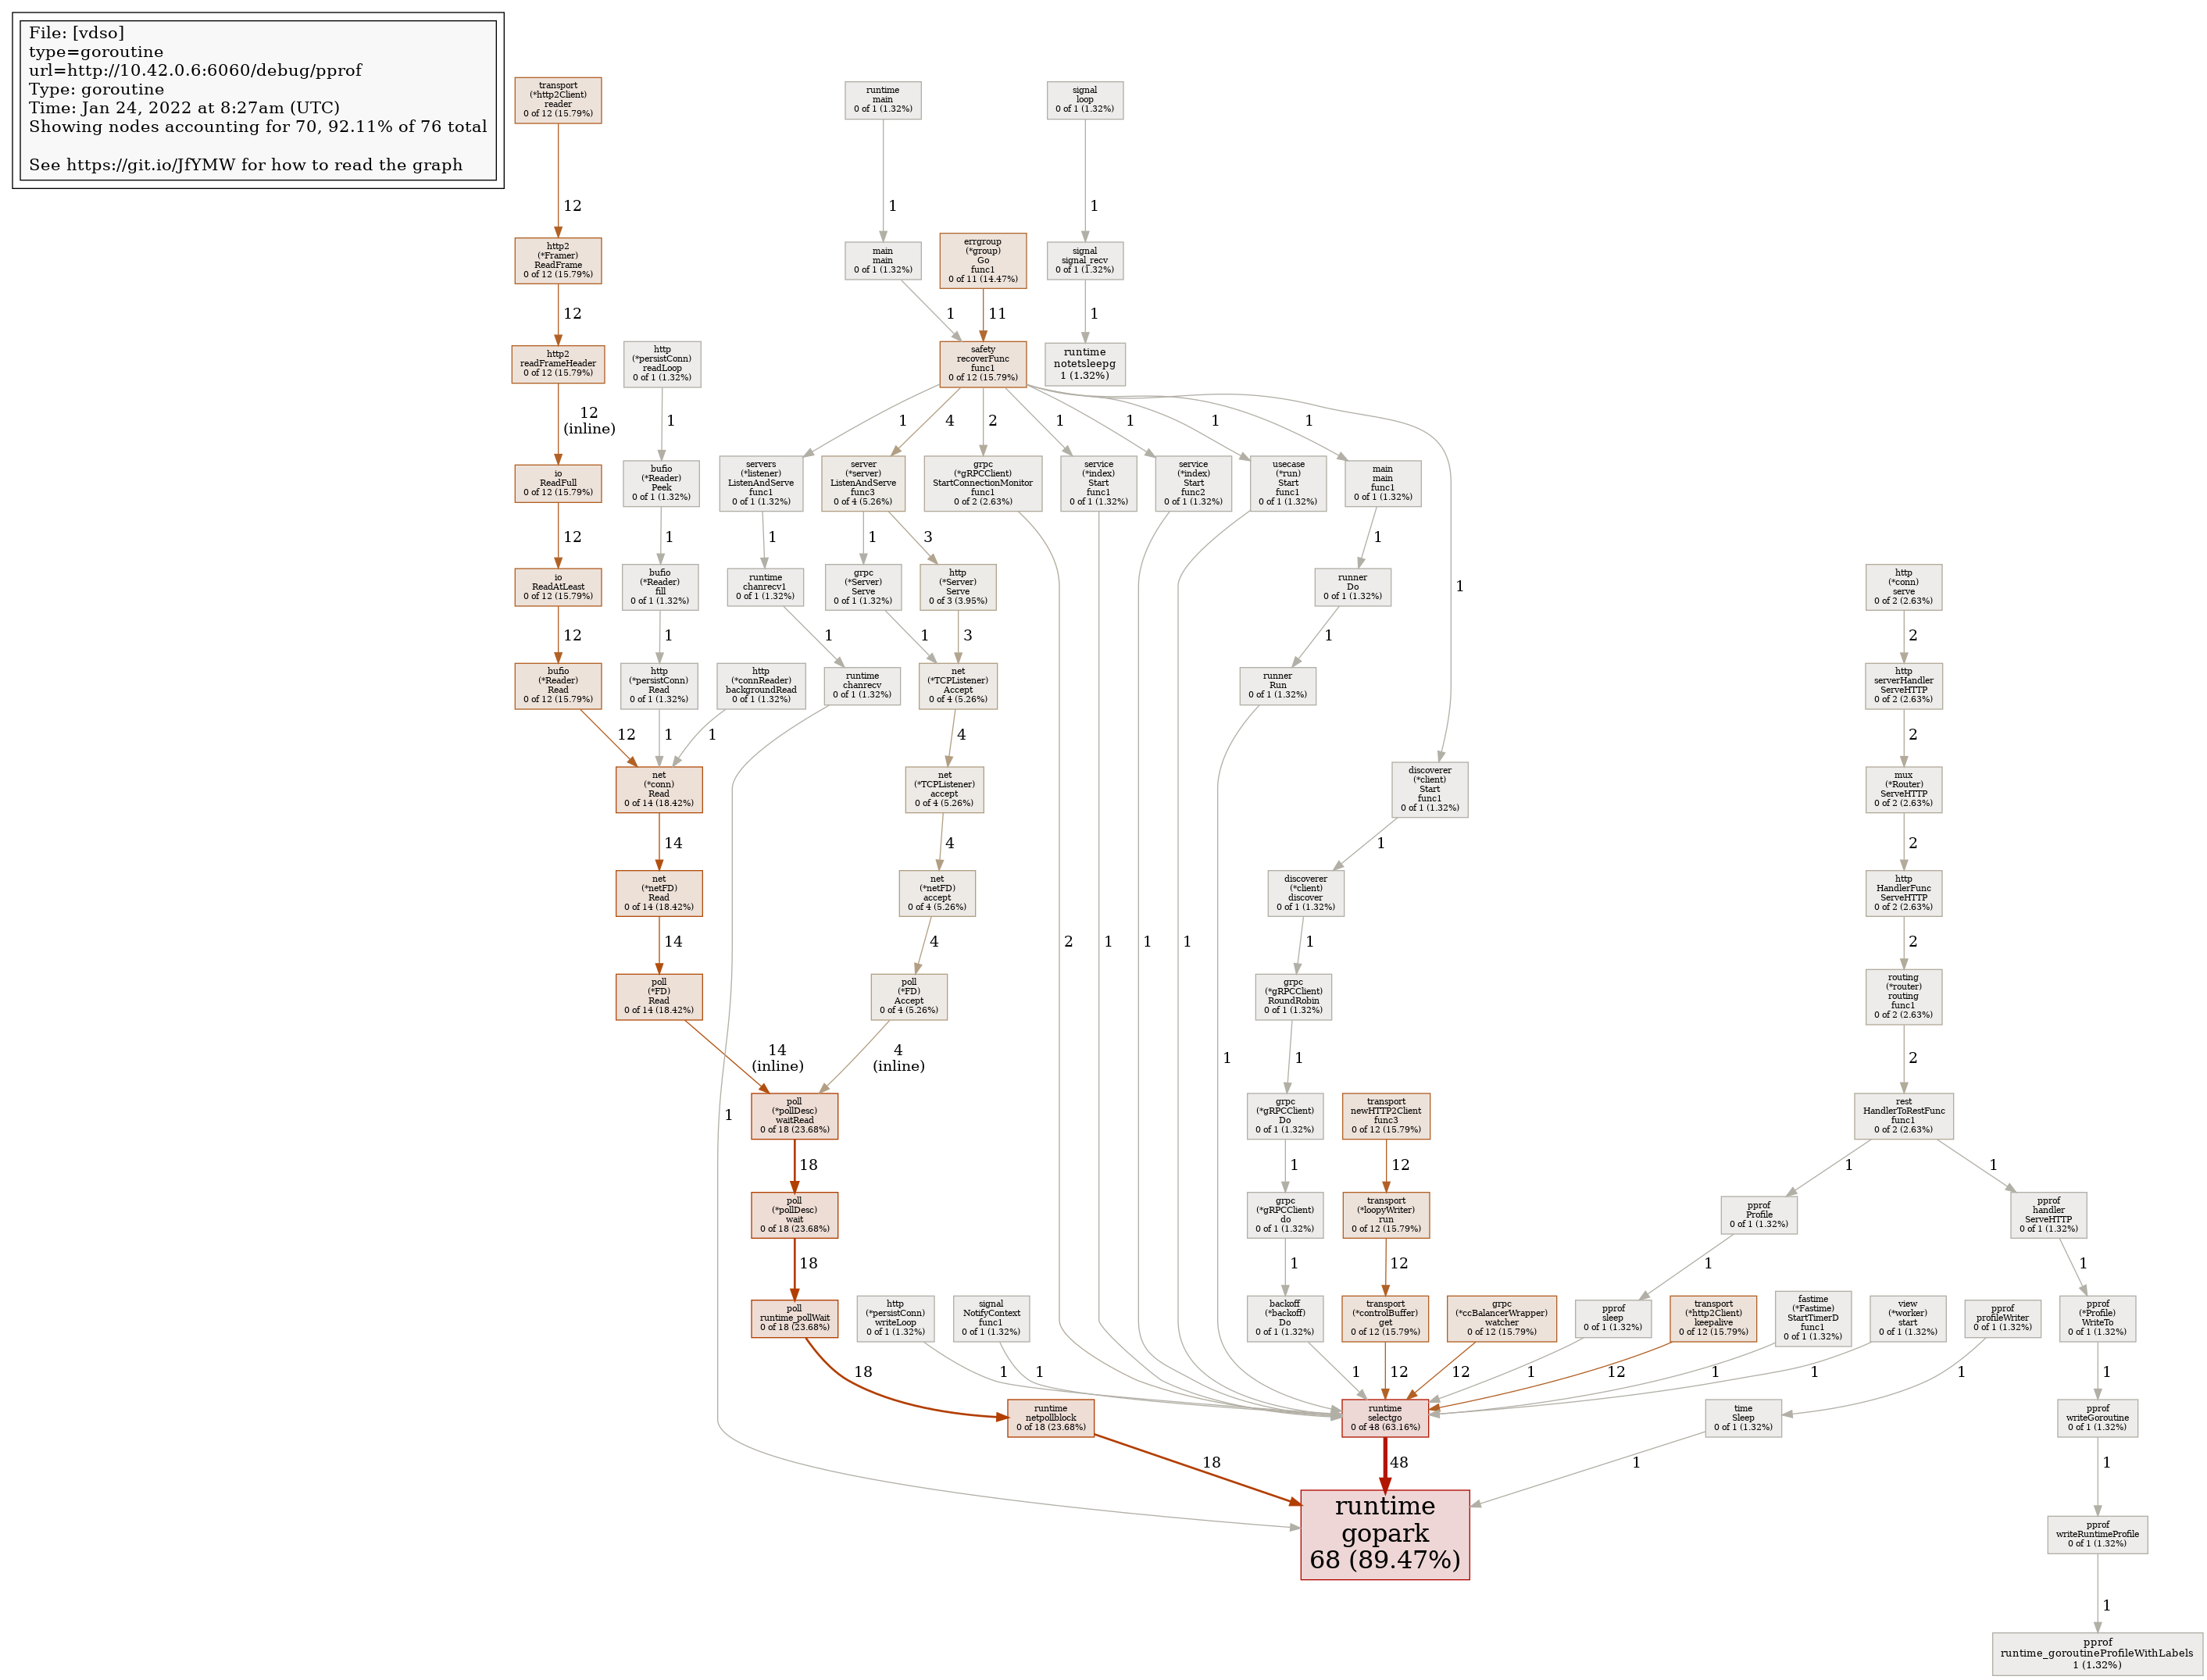 File: [vdso]
type=goroutine
url=http://10.42.0.6:6060/debug/pprof
Type: goroutine
Time: Jan 24, 2022 at 8:27am (UTC)
Showing nodes accounting for 70, 92.11% of 76 total
See https://git.io/JfYMW for how to read the graph
transport
(*http2Client)
reader
0 of 12 (15.79%)
runtime
main
0 of 1 (1.32%)
signal
loop
0 of 1 (1.32%)
12
1
1
http2
(*Framer)
ReadFrame
0 of 12 (15.79%)
main
main
0 of 1 (1.32%)
errgroup
(*group)
Go
func1
0 of 11 (14.47%)
signal
signal_recv
0 of 1 (1.32%)
12
1
11
1
http2
readFrameHeader
0 of 12 (15.79%)
http
(*persistConn)
readLoop
0 of 1 (1.32%)
safety
recoverFunc
func1
0 of 12 (15.79%)
runtime
notetsleepg
1 (1.32%)
12
(inline)
1
1
4
2
1
1
1
1
1
io
ReadFull
0 of 12 (15.79%)
bufio
(*Reader)
Peek
0 of 1 (1.32%)
servers
(*listener)
ListenAndServe
func1
0 of 1 (1.32%)
server
(*server)
ListenAndServe
func3
0 of 4 (5.26%)
grpc
(*gRPCClient)
StartConnectionMonitor
func1
0 of 2 (2.63%)
service
(*index)
Start
func1
0 of 1 (1.32%)
service
(*index)
Start
func2
0 of 1 (1.32%)
usecase
(*run)
Start
func1
0 of 1 (1.32%)
main
main
func1
0 of 1 (1.32%)
12
1
1
1
3
1
io
ReadAtLeast
0 of 12 (15.79%)
bufio
(*Reader)
fill
0 of 1 (1.32%)
runtime
chanrecv1
0 of 1 (1.32%)
grpc
(*Server)
Serve
0 of 1 (1.32%)
http
(*Server)
Serve
0 of 3 (3.95%)
runner
Do
0 of 1 (1.32%)
http
(*conn)
serve
0 of 2 (2.63%)
12
1
1
1
3
1
2
bufio
(*Reader)
Read
0 of 12 (15.79%)
http
(*persistConn)
Read
0 of 1 (1.32%)
http
(*connReader)
backgroundRead
0 of 1 (1.32%)
runtime
chanrecv
0 of 1 (1.32%)
net
(*TCPListener)
Accept
0 of 4 (5.26%)
runner
Run
0 of 1 (1.32%)
http
serverHandler
ServeHTTP
0 of 2 (2.63%)
12
1
1
4
2
net
(*conn)
Read
0 of 14 (18.42%)
net
(*TCPListener)
accept
0 of 4 (5.26%)
discoverer
(*client)
Start
func1
0 of 1 (1.32%)
mux
(*Router)
ServeHTTP
0 of 2 (2.63%)
14
4
1
2
net
(*netFD)
Read
0 of 14 (18.42%)
net
(*netFD)
accept
0 of 4 (5.26%)
discoverer
(*client)
discover
0 of 1 (1.32%)
http
HandlerFunc
ServeHTTP
0 of 2 (2.63%)
14
4
2
1
1
1
1
2
poll
(*FD)
Read
0 of 14 (18.42%)
poll
(*FD)
Accept
0 of 4 (5.26%)
grpc
(*gRPCClient)
RoundRobin
0 of 1 (1.32%)
routing
(*router)
routing
func1
0 of 2 (2.63%)
14
(inline)
4
(inline)
1
1
2
1
poll
(*pollDesc)
waitRead
0 of 18 (23.68%)
grpc
(*gRPCClient)
Do
0 of 1 (1.32%)
transport
newHTTP2Client
func3
0 of 12 (15.79%)
rest
HandlerToRestFunc
func1
0 of 2 (2.63%)
18
1
12
1
1
poll
(*pollDesc)
wait
0 of 18 (23.68%)
grpc
(*gRPCClient)
do
0 of 1 (1.32%)
transport
(*loopyWriter)
run
0 of 12 (15.79%)
pprof
Profile
0 of 1 (1.32%)
pprof
handler
ServeHTTP
0 of 1 (1.32%)
18
1
12
1
1
poll
runtime_pollWait
0 of 18 (23.68%)
http
(*persistConn)
writeLoop
0 of 1 (1.32%)
signal
NotifyContext
func1
0 of 1 (1.32%)
backoff
(*backoff)
Do
0 of 1 (1.32%)
transport
(*controlBuffer)
get
0 of 12 (15.79%)
grpc
(*ccBalancerWrapper)
watcher
0 of 12 (15.79%)
pprof
sleep
0 of 1 (1.32%)
transport
(*http2Client)
keepalive
0 of 12 (15.79%)
fastime
(*Fastime)
StartTimerD
func1
0 of 1 (1.32%)
view
(*worker)
start
0 of 1 (1.32%)
pprof
profileWriter
0 of 1 (1.32%)
pprof
(*Profile)
WriteTo
0 of 1 (1.32%)
18
1
1
1
12
12
1
12
1
1
1
1
runtime
netpollblock
0 of 18 (23.68%)
runtime
selectgo
0 of 48 (63.16%)
time
Sleep
0 of 1 (1.32%)
pprof
writeGoroutine
0 of 1 (1.32%)
18
48
1
1
runtime
gopark
68 (89.47%)
pprof
writeRuntimeProfile
0 of 1 (1.32%)
1
pprof
runtime_goroutineProfileWithLabels
1 (1.32%)